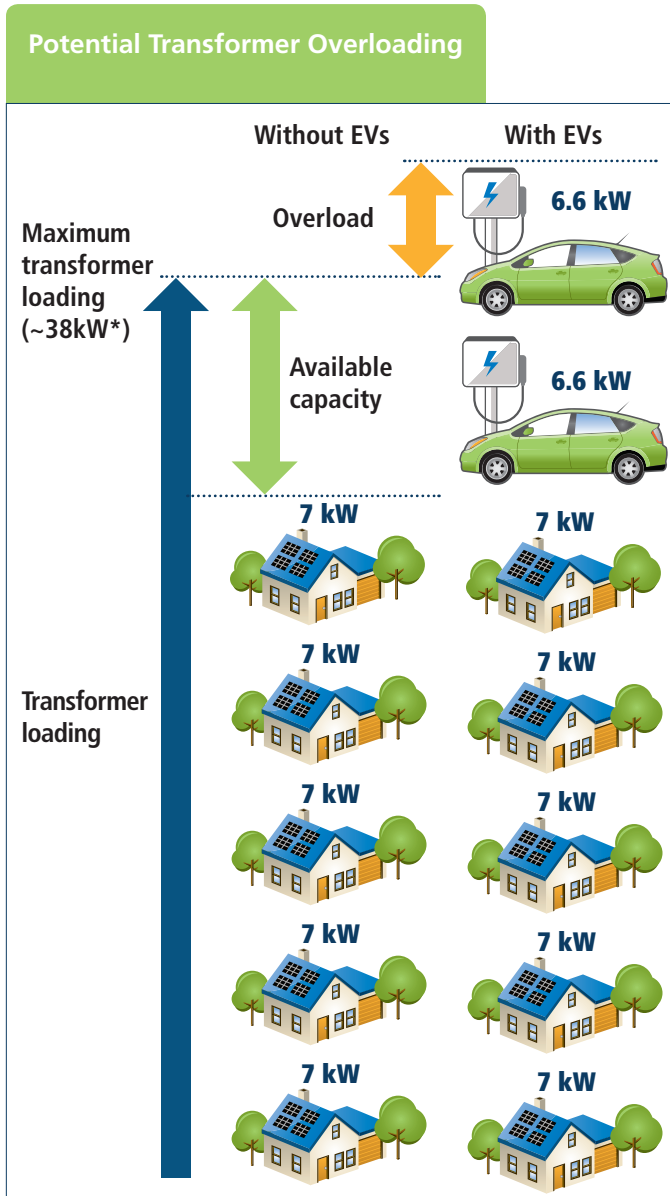 Potential Transformer Overloading
Without EVs
With EVs
Overload
6.6 kW
Maximum
transformer
loading
(~38kW*)
Available
capacity
6.6 kW
7 kW
7 kW
7 kW
7 kW
Transformer
loading
7 kW
7 kW
7 kW
7 kW
7 kW
7 kW